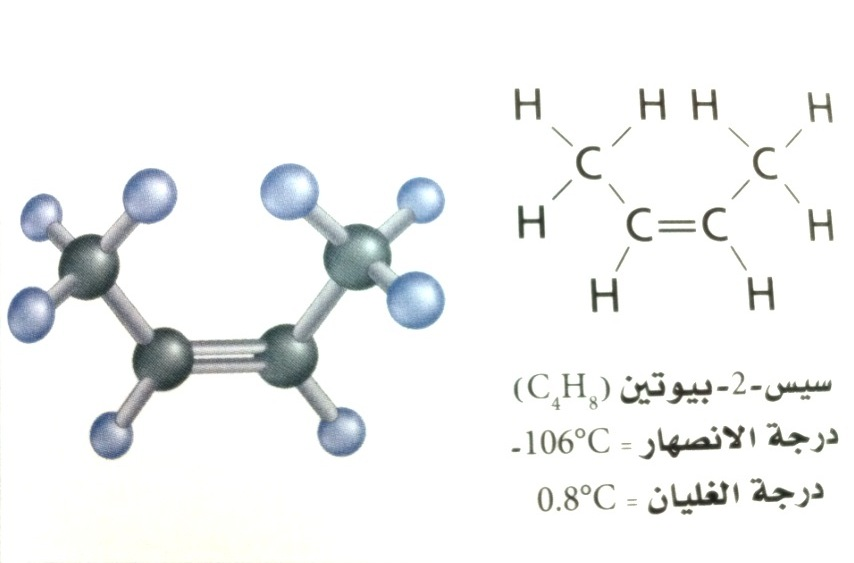 H H H H
C C
H H
C=C
H H
سيس-2-بيوتين (C₄H₈)
درجة الانصهار = -106°C
درجة الغليان = 0.8°C